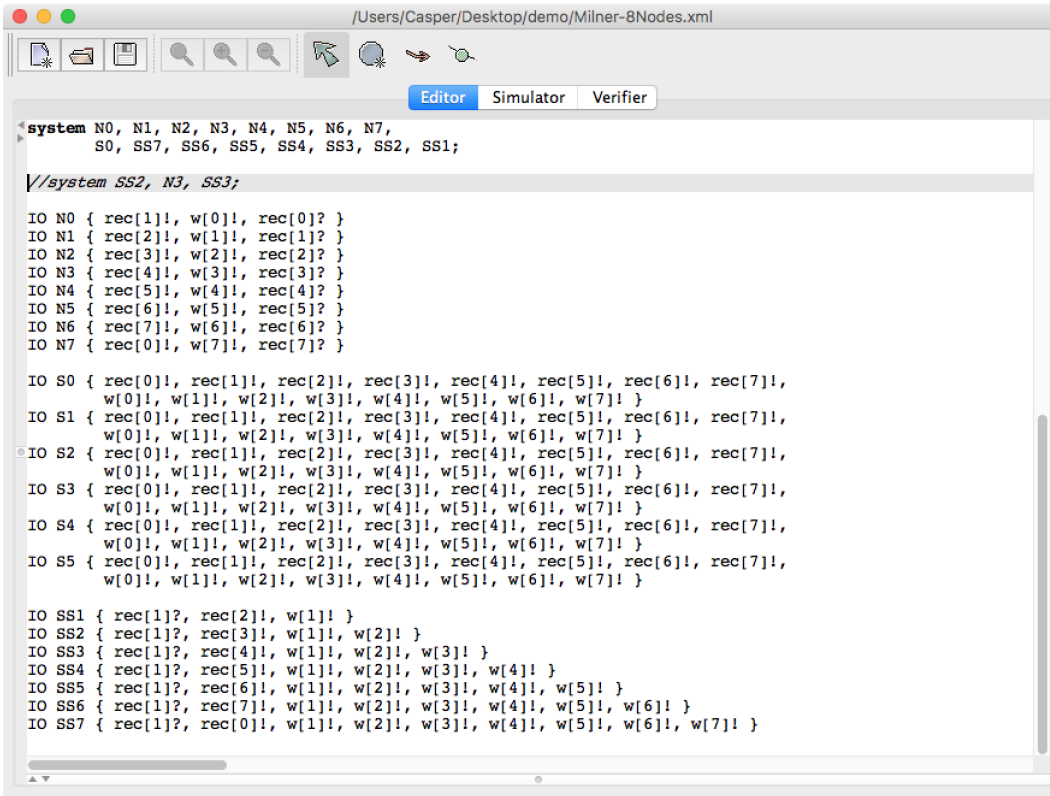 /Users/Casper/Desktop/demo/Milner-8Nodes.xml
Editor Simulator Verifier
system N0, N1, N2, N3, N4, N5, N6, N7,
S0, SS7, SS6, SS5, SS4, SS3, SS2, SS1;
//system SS2, N3, SS3;
IO N0 { rec[1]!, w[0]!, rec[0]? }
IO N1 { rec[2]!, w[1]!, rec[1]? }
IO N2 { rec[3]!, w[2]!, rec[2]? }
IO N3 { rec[4]!, w[3]!, rec[3]? }
IO N4 { rec[5]!, w[4]!, rec[4]? }
IO N5 { rec[6]!, w[5]!, rec[5]? }
IO N6 { rec[7]!, w[6]!, rec[6]? }
IO N7 { rec[0]!, w[7]!, rec[7]? }
IO S0 { rec[0]!, rec[1]!, rec[2]!, rec[3]!, rec[4]!, rec[5]!, rec[6]!, rec[7]!,
w[0]!, w[1]!, w[2]!, w[3]!, w[4]!, w[5]!, w[6]!, w[7]! }
IO S1 { rec[0]!, rec[1]!, rec[2]!, rec[3]!, rec[4]!, rec[5]!, rec[6]!, rec[7]!,
w[0]!, w[1]!, w[2]!, w[3]!, w[4]!, w[5]!, w[6]!, w[7]! }
IO S2 { rec[0]!, rec[1]!, rec[2]!, rec[3]!, rec[4]!, rec[5]!, rec[6]!, rec[7]!,
w[0]!, w[1]!, w[2]!, w[3]!, w[4]!, w[5]!, w[6]!, w[7]! }
IO S3 { rec[0]!, rec[1]!, rec[2]!, rec[3]!, rec[4]!, rec[5]!, rec[6]!, rec[7]!,
w[0]!, w[1]!, w[2]!, w[3]!, w[4]!, w[5]!, w[6]!, w[7]! }
IO S4 { rec[0]!, rec[1]!, rec[2]!, rec[3]!, rec[4]!, rec[5]!, rec[6]!, rec[7]!,
w[0]!, w[1]!, w[2]!, w[3]!, w[4]!, w[5]!, w[6]!, w[7]! }
IO S5 { rec[0]!, rec[1]!, rec[2]!, rec[3]!, rec[4]!, rec[5]!, rec[6]!, rec[7]!,
w[0]!, w[1]!, w[2]!, w[3]!, w[4]!, w[5]!, w[6]!, w[7]! }
IO SS1 { rec[1]?, rec[2]!, w[1]! }
IO SS2 { rec[1]?, rec[3]!, w[1]!, w[2]! }
IO SS3 { rec[1]?, rec[4]!, w[1]!, w[2]!, w[3]! }
IO SS4 { rec[1]?, rec[5]!, w[1]!, w[2]!, w[3]!, w[4]! }
IO SS5 { rec[1]?, rec[6]!, w[1]!, w[2]!, w[3]!, w[4]!, w[5]! }
IO SS6 { rec[1]?, rec[7]!, w[1]!, w[2]!, w[3]!, w[4]!, w[5]!, w[6]! }
IO SS7 { rec[1]?, rec[0]!, w[1]!, w[2]!, w[3]!, w[4]!, w[5]!, w[6]!, w[7]! }